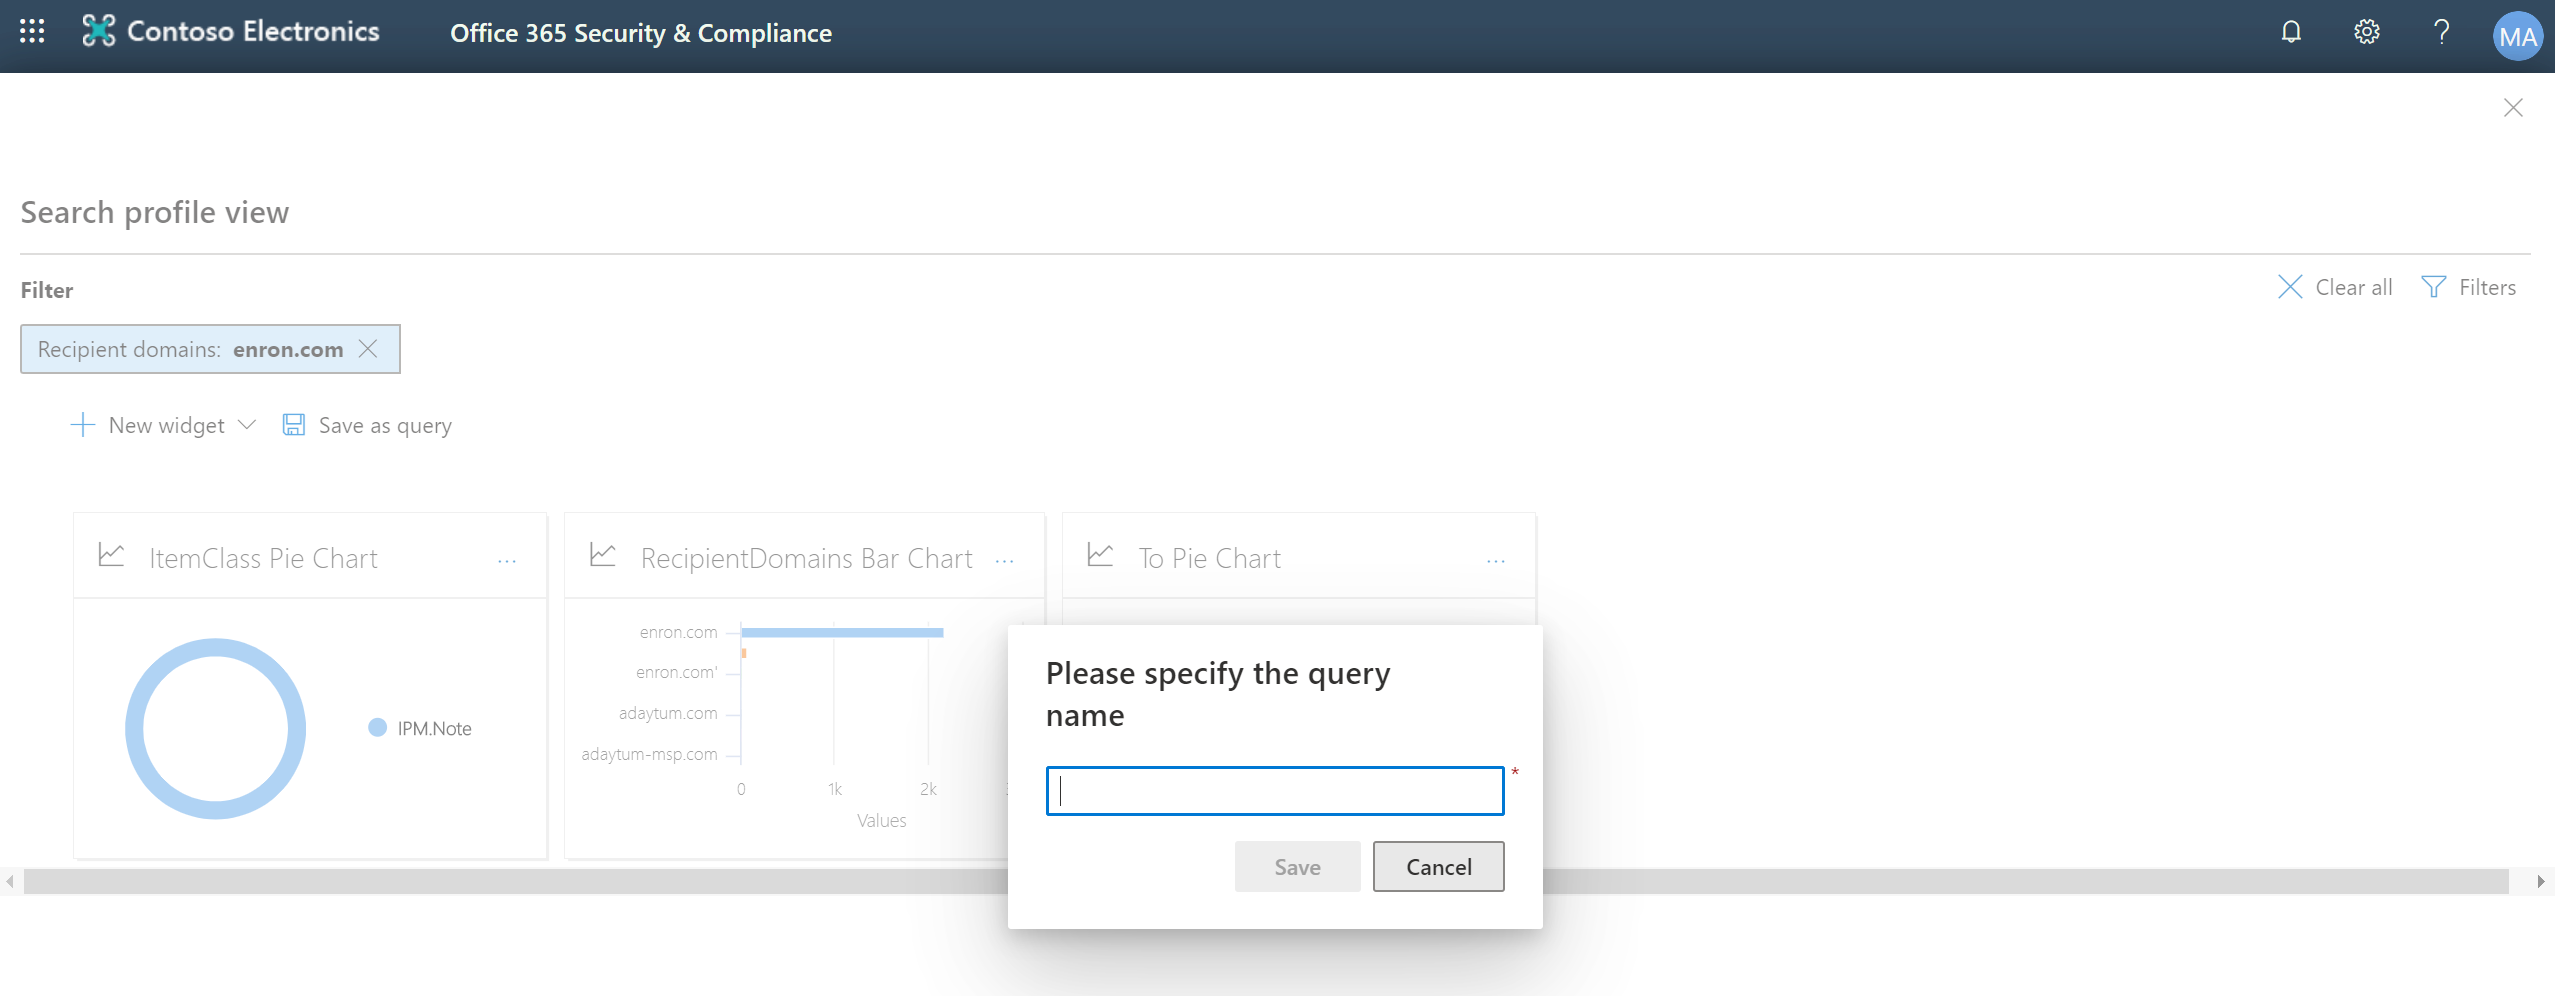 Contoso Electronics
Office 365 Security & Compliance
MA
Search profile view
Filter
Clear all
Filters
Recipient domains: enron.com
New widget
Save as query
ItemClass Pie Chart
...
RecipientDomains Bar Chart
...
To Pie Chart
...
IPM.Note
enron.com
enron.com'
adaytum.com
adaytum-msp.com
0
1k
2k
Values
Please specify the query
name
*
Save
Cancel